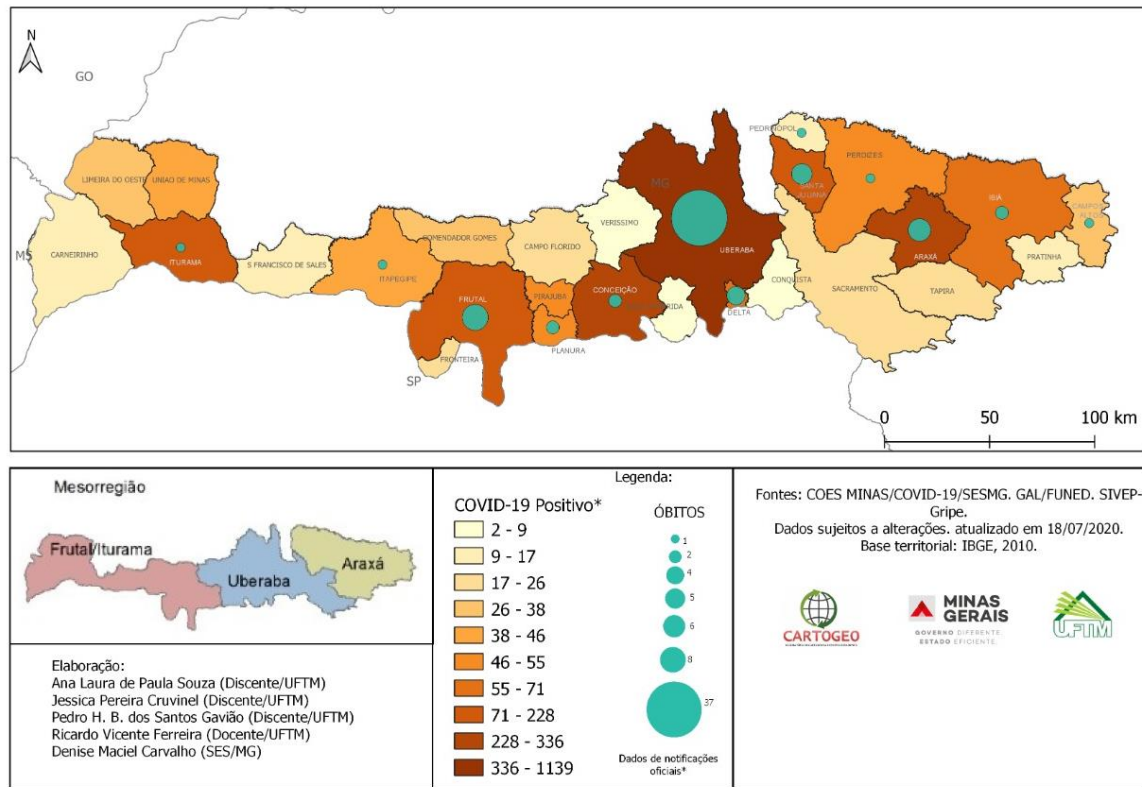 N
GO
MS
MG
SP
PEDRINOPOL
LIMEIRA DO OESTE
UNIAO DE MINAS
PERDIZES
SANTA
JULIANA
IBIÁ
CAMPOS
ALTOS
CARNEIRINHO
ITURAMA
S FRANCISCO DE SALES
COMENDADOR GOMES
CAMPO FLORIDO
VERISSIMO
UBERABA
ARAXÁ
PRATINHA
ITAPEGIPE
FRUTAL
PIRAJUBA
CONCEIÇÃO
CONQUISTA
SACRAMENTO
TAPIRA
DELTA
PLANURA
FRONTEIRA
0 50 100 km
Mesorregião
Frutal/Iturama
Uberaba
Araxá
Elaboração:
Ana Laura de Paula Souza (Discente/UFTM)
Jessica Pereira Cruvinel (Discente/UFTM)
Pedro H. B. dos Santos Gavião (Discente/UFTM)
Ricardo Vicente Ferreira (Docente/UFTM)
Denise Maciel Carvalho (SES/MG)
Legenda:
COVID-19 Positivo*
2 - 9
9 - 17
17 - 26
26 - 38
38 - 46
46 - 55
55 - 71
71 - 228
228 - 336
336 - 1139
ÓBITOS
1
2
4
5
6
8
37
Dados de notificações
oficiais*
Fontes: COES MINAS/COVID-19/SESMG. GAL/FUNED. SIVEP-
Gripe.
Dados sujeitos a alterações. atualizado em 18/07/2020.
Base territorial: IBGE, 2010.
CARTOGEO
MINAS
GERAIS
GOVERNO DIFERENTE
ESTADO EFICIENTE.
UFTM